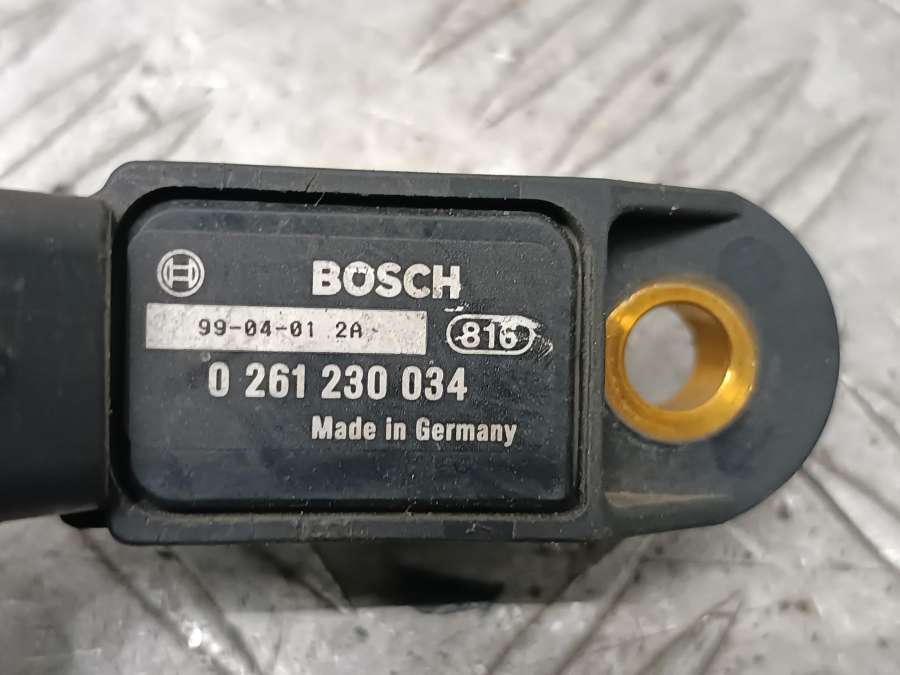 BOSCH
99-04-01 2A 816
0 261 230 034
Made in Germany